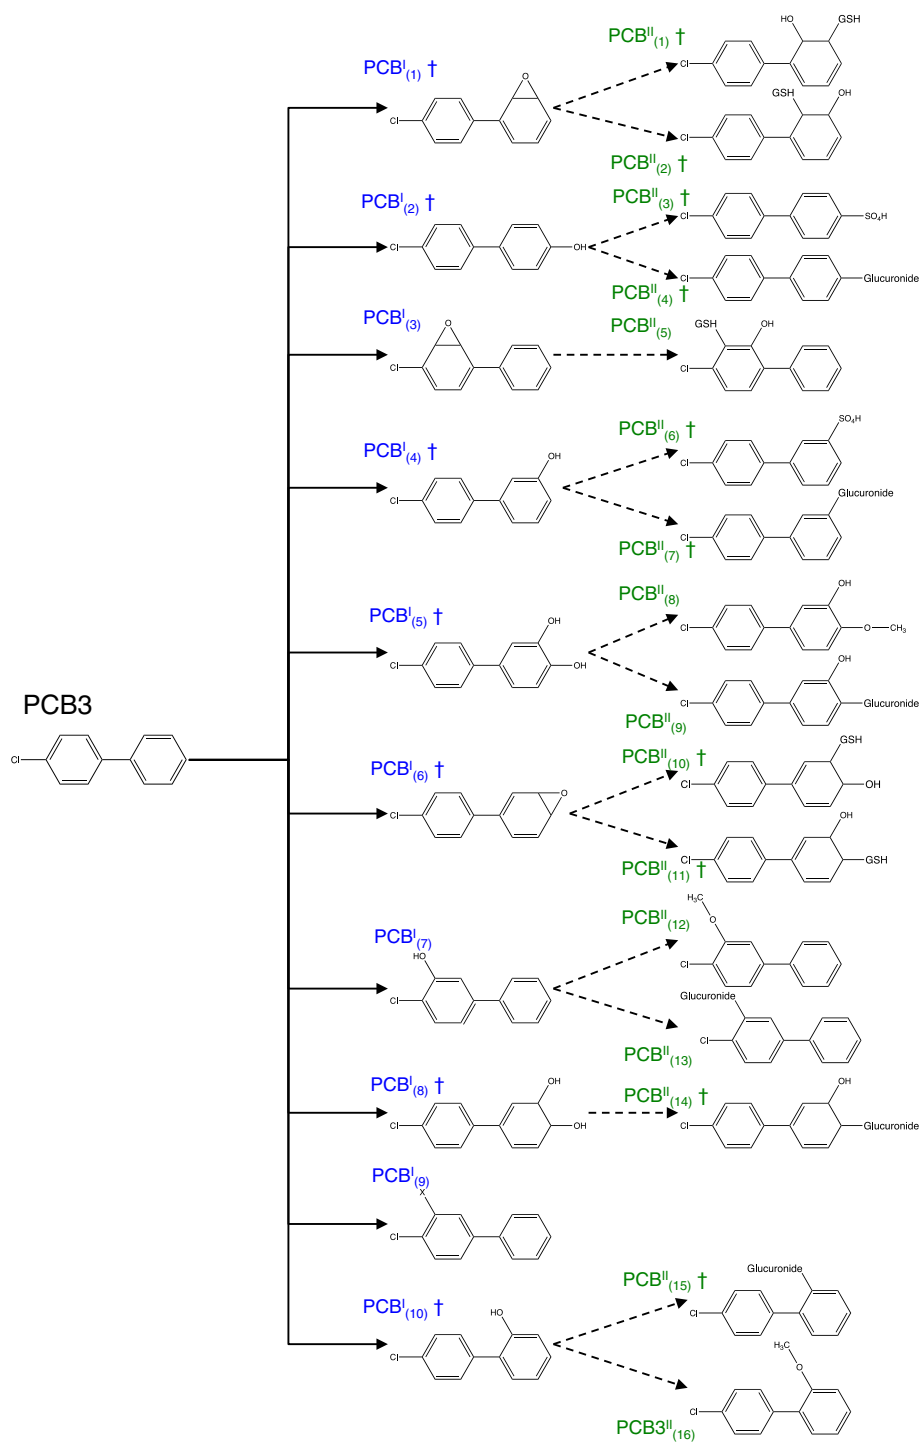 HO GSH
PCBᴵᴵ(1) †
Cl
PCBᴵ(1) †
O
Cl
GSH OH
Cl
PCBᴵᴵ(2) †
PCBᴵ(2) †
PCBᴵᴵ(3) †
Cl SO₄H
Cl OH
Cl Glucuronide
PCBᴵᴵ(4) †
PCBᴵ(3)
O
Cl
PCBᴵᴵ(5)
GSH OH
Cl
PCBᴵ(4) †
OH
Cl
PCBᴵᴵ(6) †
SO₄H
Cl
Glucuronide
Cl
PCBᴵᴵ(7) †
PCBᴵ(5) †
OH
Cl OH
PCBᴵᴵ(8)
OH
Cl O CH₃
OH
Cl Glucuronide
PCBᴵᴵ(9)
PCB3
Cl
PCBᴵ(6) †
O
Cl
PCBᴵᴵ(10) †
GSH
Cl OH
OH
Cl GSH
PCBᴵᴵ(11) †
PCBᴵ(7)
HO
Cl
H₃C
PCBᴵᴵ(12)
O
Cl
Glucuronide
Cl
PCBᴵᴵ(13)
PCBᴵ(8) †
OH
Cl OH
PCBᴵᴵ(14) †
OH
Cl Glucuronide
PCBᴵ(9)
X
Cl
PCBᴵ(10) †
HO
Cl
Glucuronide
PCBᴵᴵ(15) †
Cl
H₃C
O
Cl
PCB3ᴵᴵ(16)